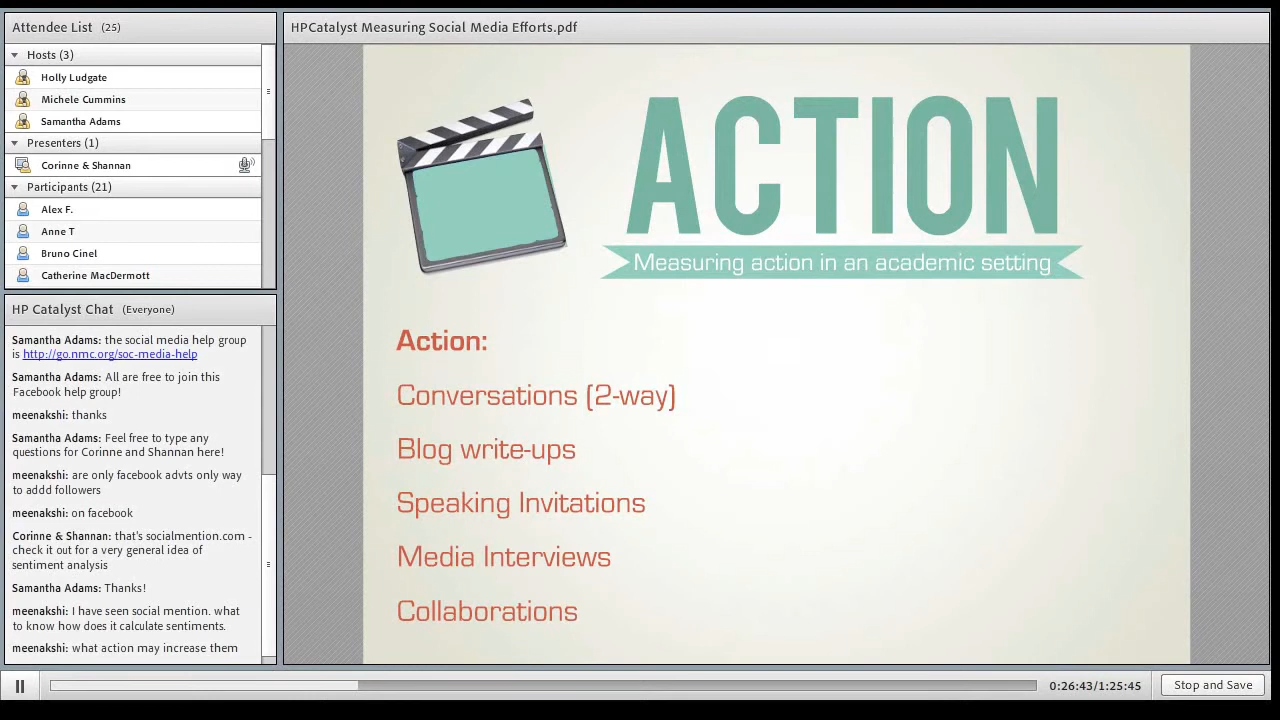 Attendee List (25)
Hosts (3)
Holly Ludgate
Michele Cummins
Samantha Adams
Presenters (1)
Corinne & Shannan
Participants (21)
Alex F.
Anne T
Bruno Cinel
Catherine MacDermott
HP Catalyst Chat (Everyone)
Samantha Adams: the social media help group
is http://go.nmc.org/soc-media-help
Samantha Adams: All are free to join this
Facebook help group!
meenakshi: thanks
Samantha Adams: Feel free to type any
questions for Corinne and Shannan here!
meenakshi: are only facebook advts only way
to addd followers
meenakshi: on facebook
Corinne & Shannan: that's socialmention.com -
check it out for a very general idea of
sentiment analysis
Samantha Adams: Thanks!
meenakshi: I have seen social mention. what
to know how does it calculate sentiments.
meenakshi: what action may increase them
HPCatalyst Measuring Social Media Efforts.pdf
ACTION
Measuring action in an academic setting
Action:
Conversations (2-way)
Blog write-ups
Speaking Invitations
Media Interviews
Collaborations
0:26:43/1:25:45
Stop and Save